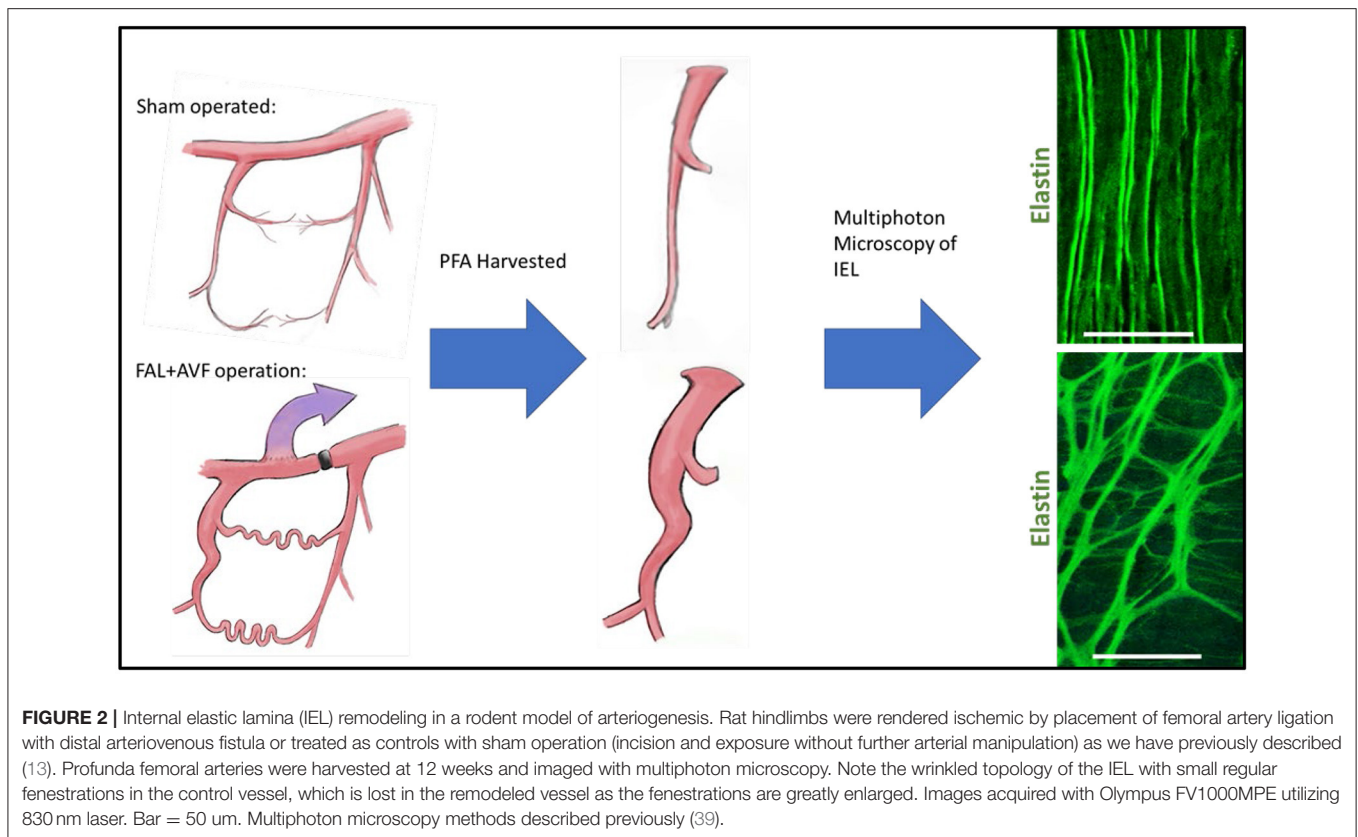 Sham operated:
FAL+AVF operation:
PFA Harvested
Multiphoton
Microscopy of
IEL
Elastin
Elastin
FIGURE 2 | Internal elastic lamina (IEL) remodeling in a rodent model of arteriogenesis. Rat hindlimbs were rendered ischemic by placement of femoral artery ligation
with distal arteriovenous fistula or treated as controls with sham operation (incision and exposure without further arterial manipulation) as we have previously described
(13). Profunda femoral arteries were harvested at 12 weeks and imaged with multiphoton microscopy. Note the wrinkled topology of the IEL with small regular
fenestrations in the control vessel, which is lost in the remodeled vessel as the fenestrations are greatly enlarged. Images acquired with Olympus FV1000MPE utilizing
830 nm laser. Bar = 50 um. Multiphoton microscopy methods described previously (39).